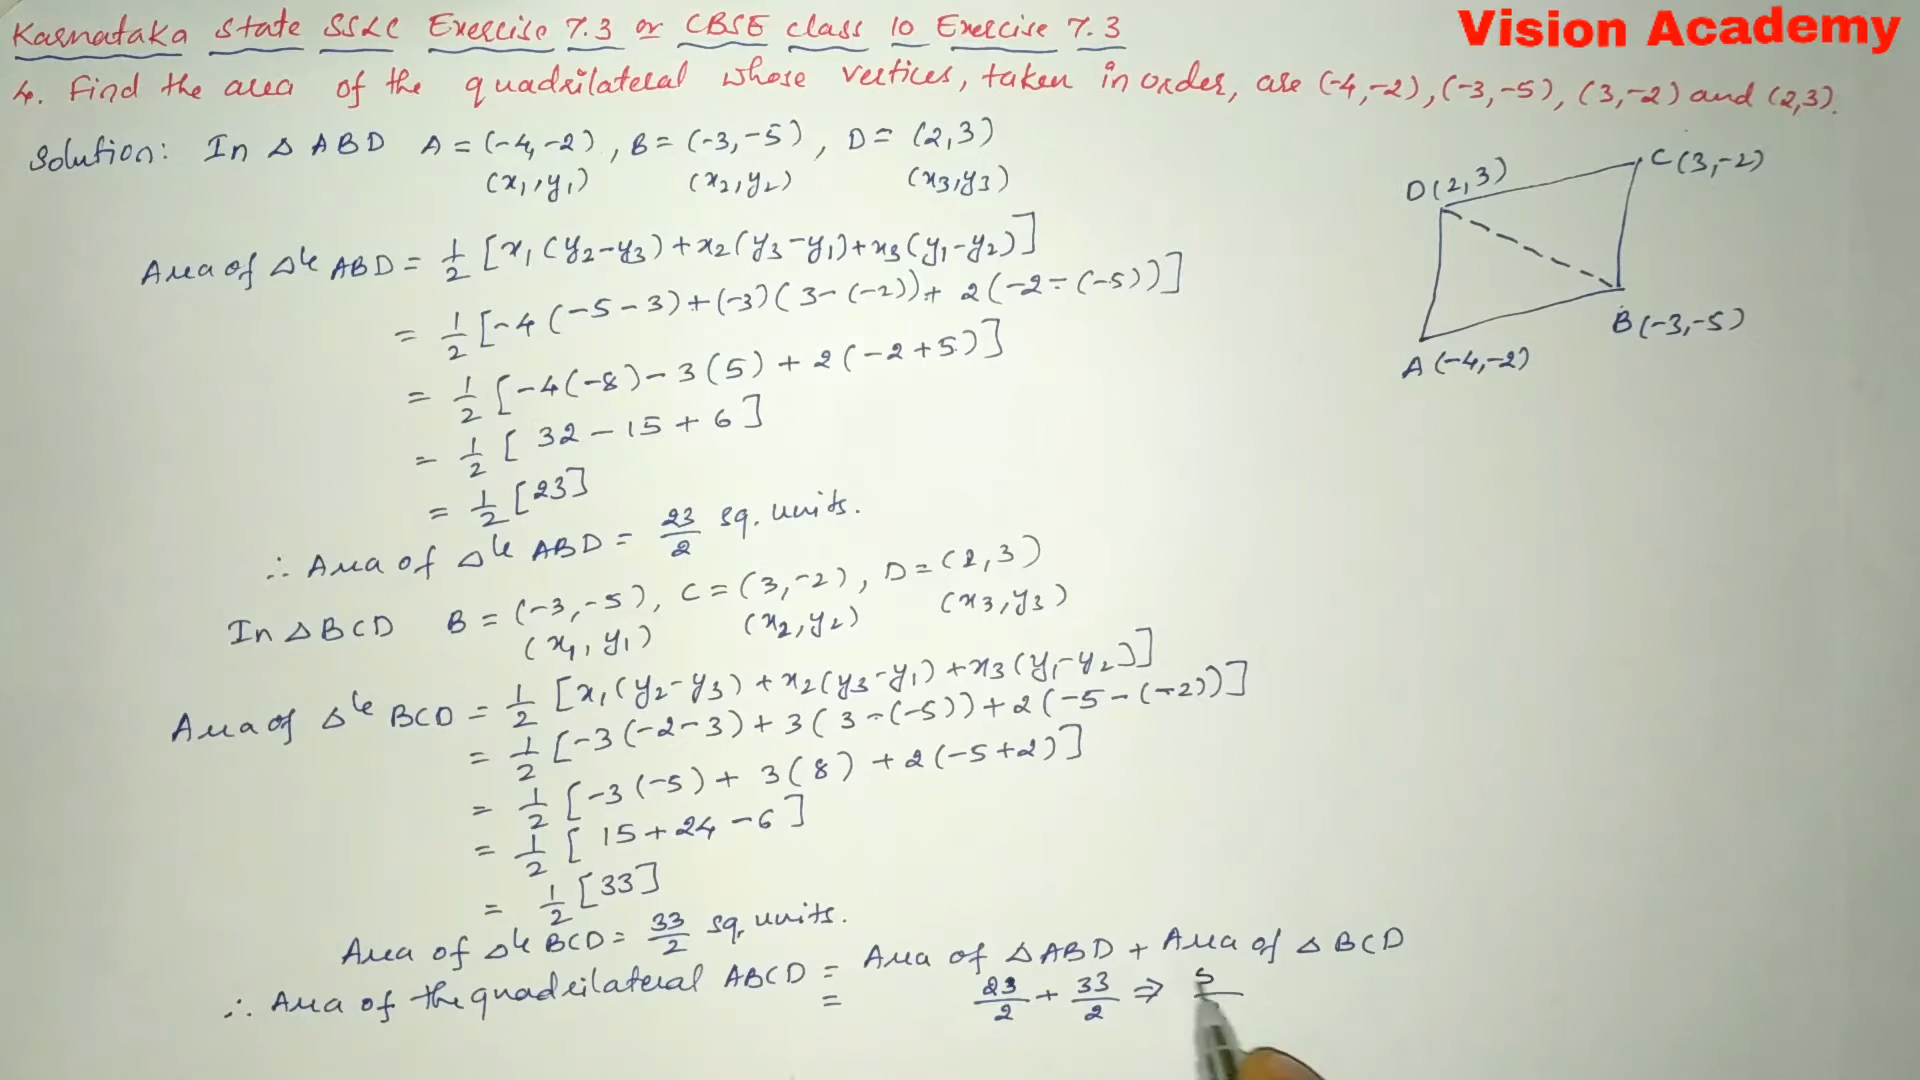 Karnataka State SSLC Exercise 7.3 or CBSE class 10 Exercise 7.3
Vision Academy
4. Find the area of the quadrilateral whose vertices, taken in order, are (-4,-2), (-3,-5), (3,-2) and (2,3).
Solution: In △ ABD A = (-4,-2), B = (-3,-5), D = (2,3)
(x₁,y₁) (x₂,y₂) (x₃,y₃)
D(2,3) C(3,-2)
B(-3,-5)
A(-4,-2)
Area of △le ABD = 1/2 [x₁(y₂-y₃)+x₂(y₃-y₁)+x₃(y₁-y₂)]
= 1/2 [-4(-5-3)+(-3)(3-(-2))+2(-2-(-5))]
= 1/2 [-4(-8)-3(5)+2(-2+5)]
= 1/2 [32-15+6]
= 1/2 [23]
∴ Area of △le ABD = 23/2 sq. units.
In △BCD B = (-3,-5), C = (3,-2), D = (2,3)
(x₁,y₁) (x₂,y₂) (x₃,y₃)
Area of △le BCD = 1/2 [x₁(y₂-y₃)+x₂(y₃-y₁)+x₃(y₁-y₂)]
= 1/2 [-3(-2-3)+3(3-(-5))+2(-5-(-2))]
= 1/2 [-3(-5)+3(8)+2(-5+2)]
= 1/2 [15+24-6]
= 1/2 [33]
Area of △le BCD = 33/2 sq. units.
∴ Area of the quadrilateral ABCD = Area of △ABD + Area of △BCD
= 23/2 + 33/2 ⇒ 5